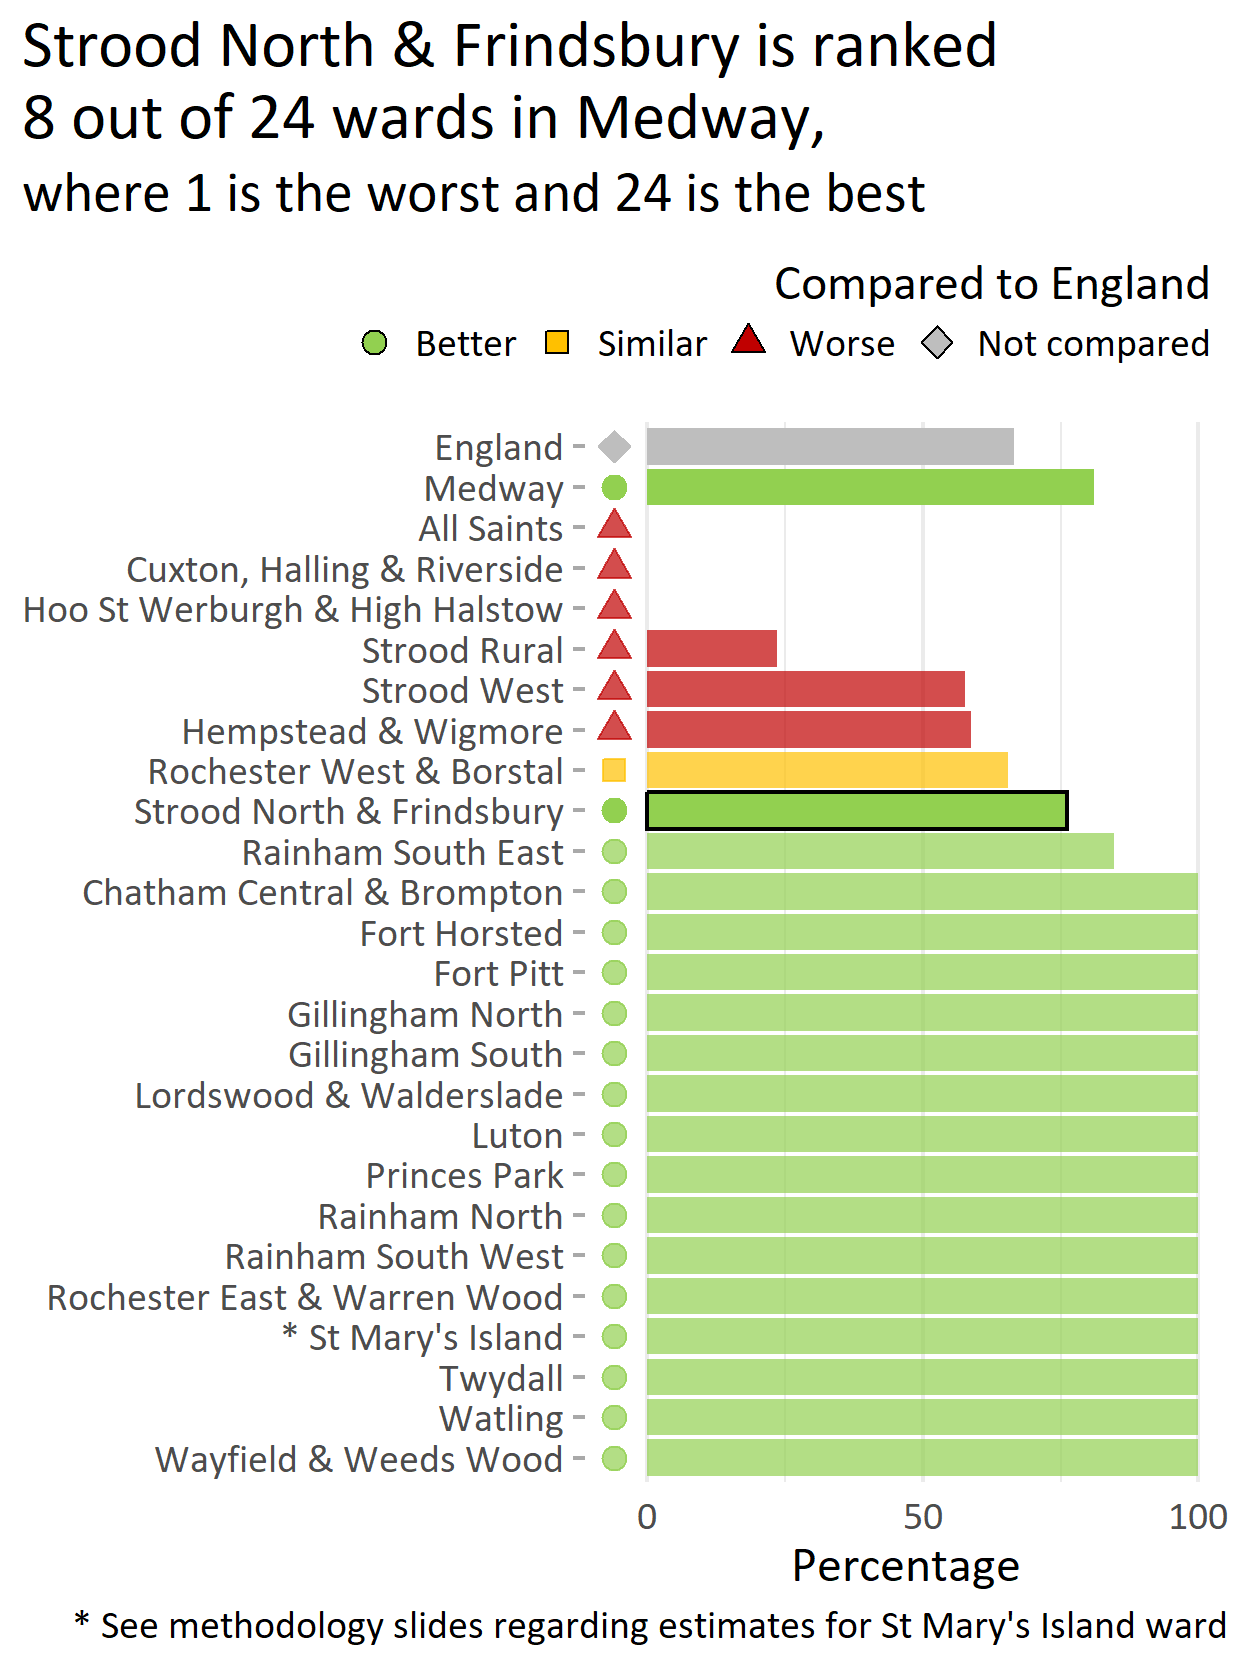 Strood North & Frindsbury is ranked
8 out of 24 wards in Medway,
where 1 is the worst and 24 is the best
Compared to England
Better Similar Worse Not compared
England
Medway
All Saints
Cuxton, Halling & Riverside
Hoo St Werburgh & High Halstow
Strood Rural
Strood West
Hempstead & Wigmore
Rochester West & Borstal
Strood North & Frindsbury
Rainham South East
Chatham Central & Brompton
Fort Horsted
Fort Pitt
Gillingham North
Gillingham South
Lordswood & Walderslade
Luton
Princes Park
Rainham North
Rainham South West
Rochester East & Warren Wood
* St Mary's Island
Twydall
Watling
Wayfield & Weeds Wood
0 50 100
Percentage
* See methodology slides regarding estimates for St Mary's Island ward